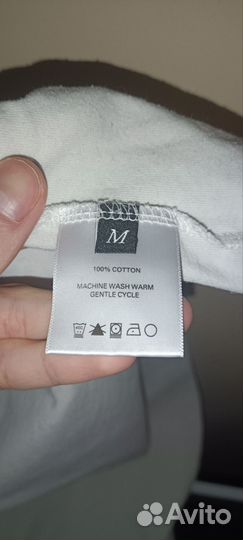 M
100% COTTON
MACHINE WASH WARM
GENTLE CYCLE
Avito